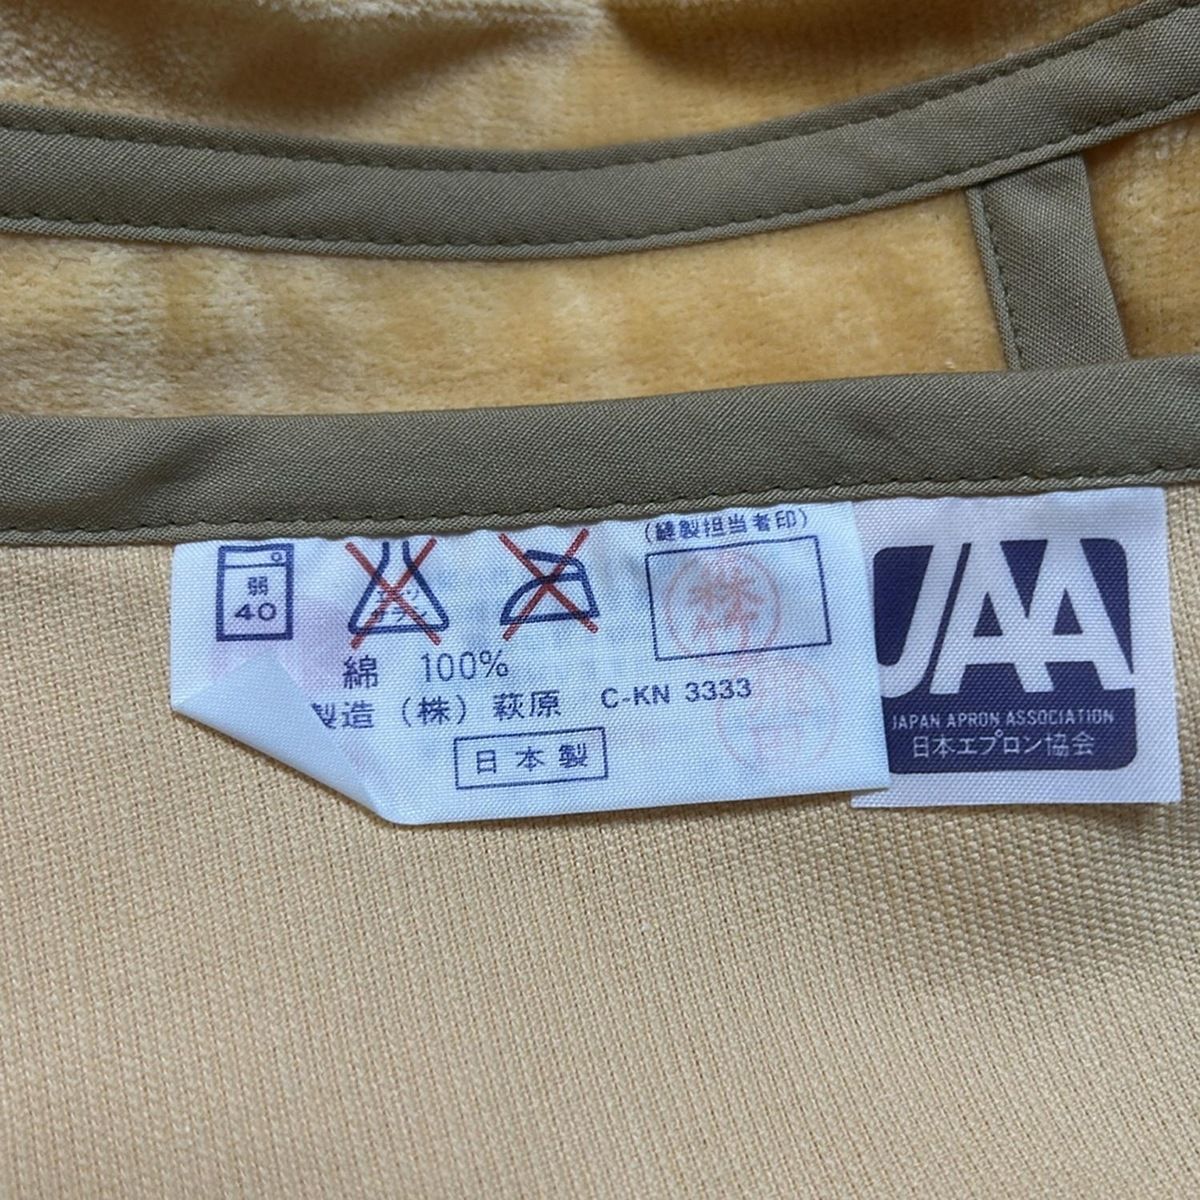 (縫製担当者印)
弱
40
綿 100%
製造 (株) 萩原 C-KN 3333
日本製
JAA
JAPAN APRON ASSOCIATION
日本エプロン協会